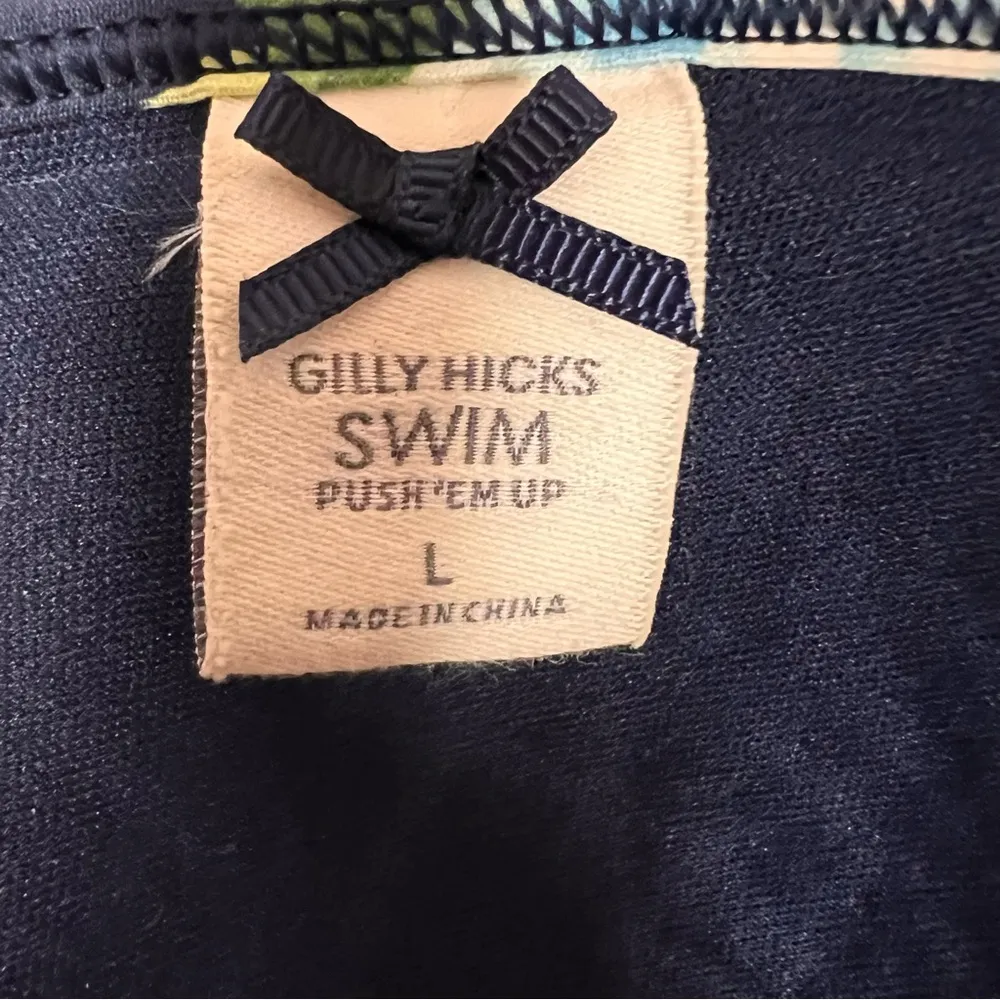 GILLY HICKS
SWIM
PUSH 'EM UP
L
MADE IN CHINA